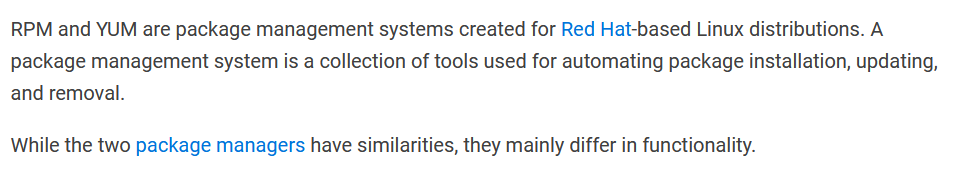 RPM and YUM are package management systems created for Red Hat-based Linux distributions. A
package management system is a collection of tools used for automating package installation, updating,
and removal.
While the two package managers have similarities, they mainly differ in functionality.